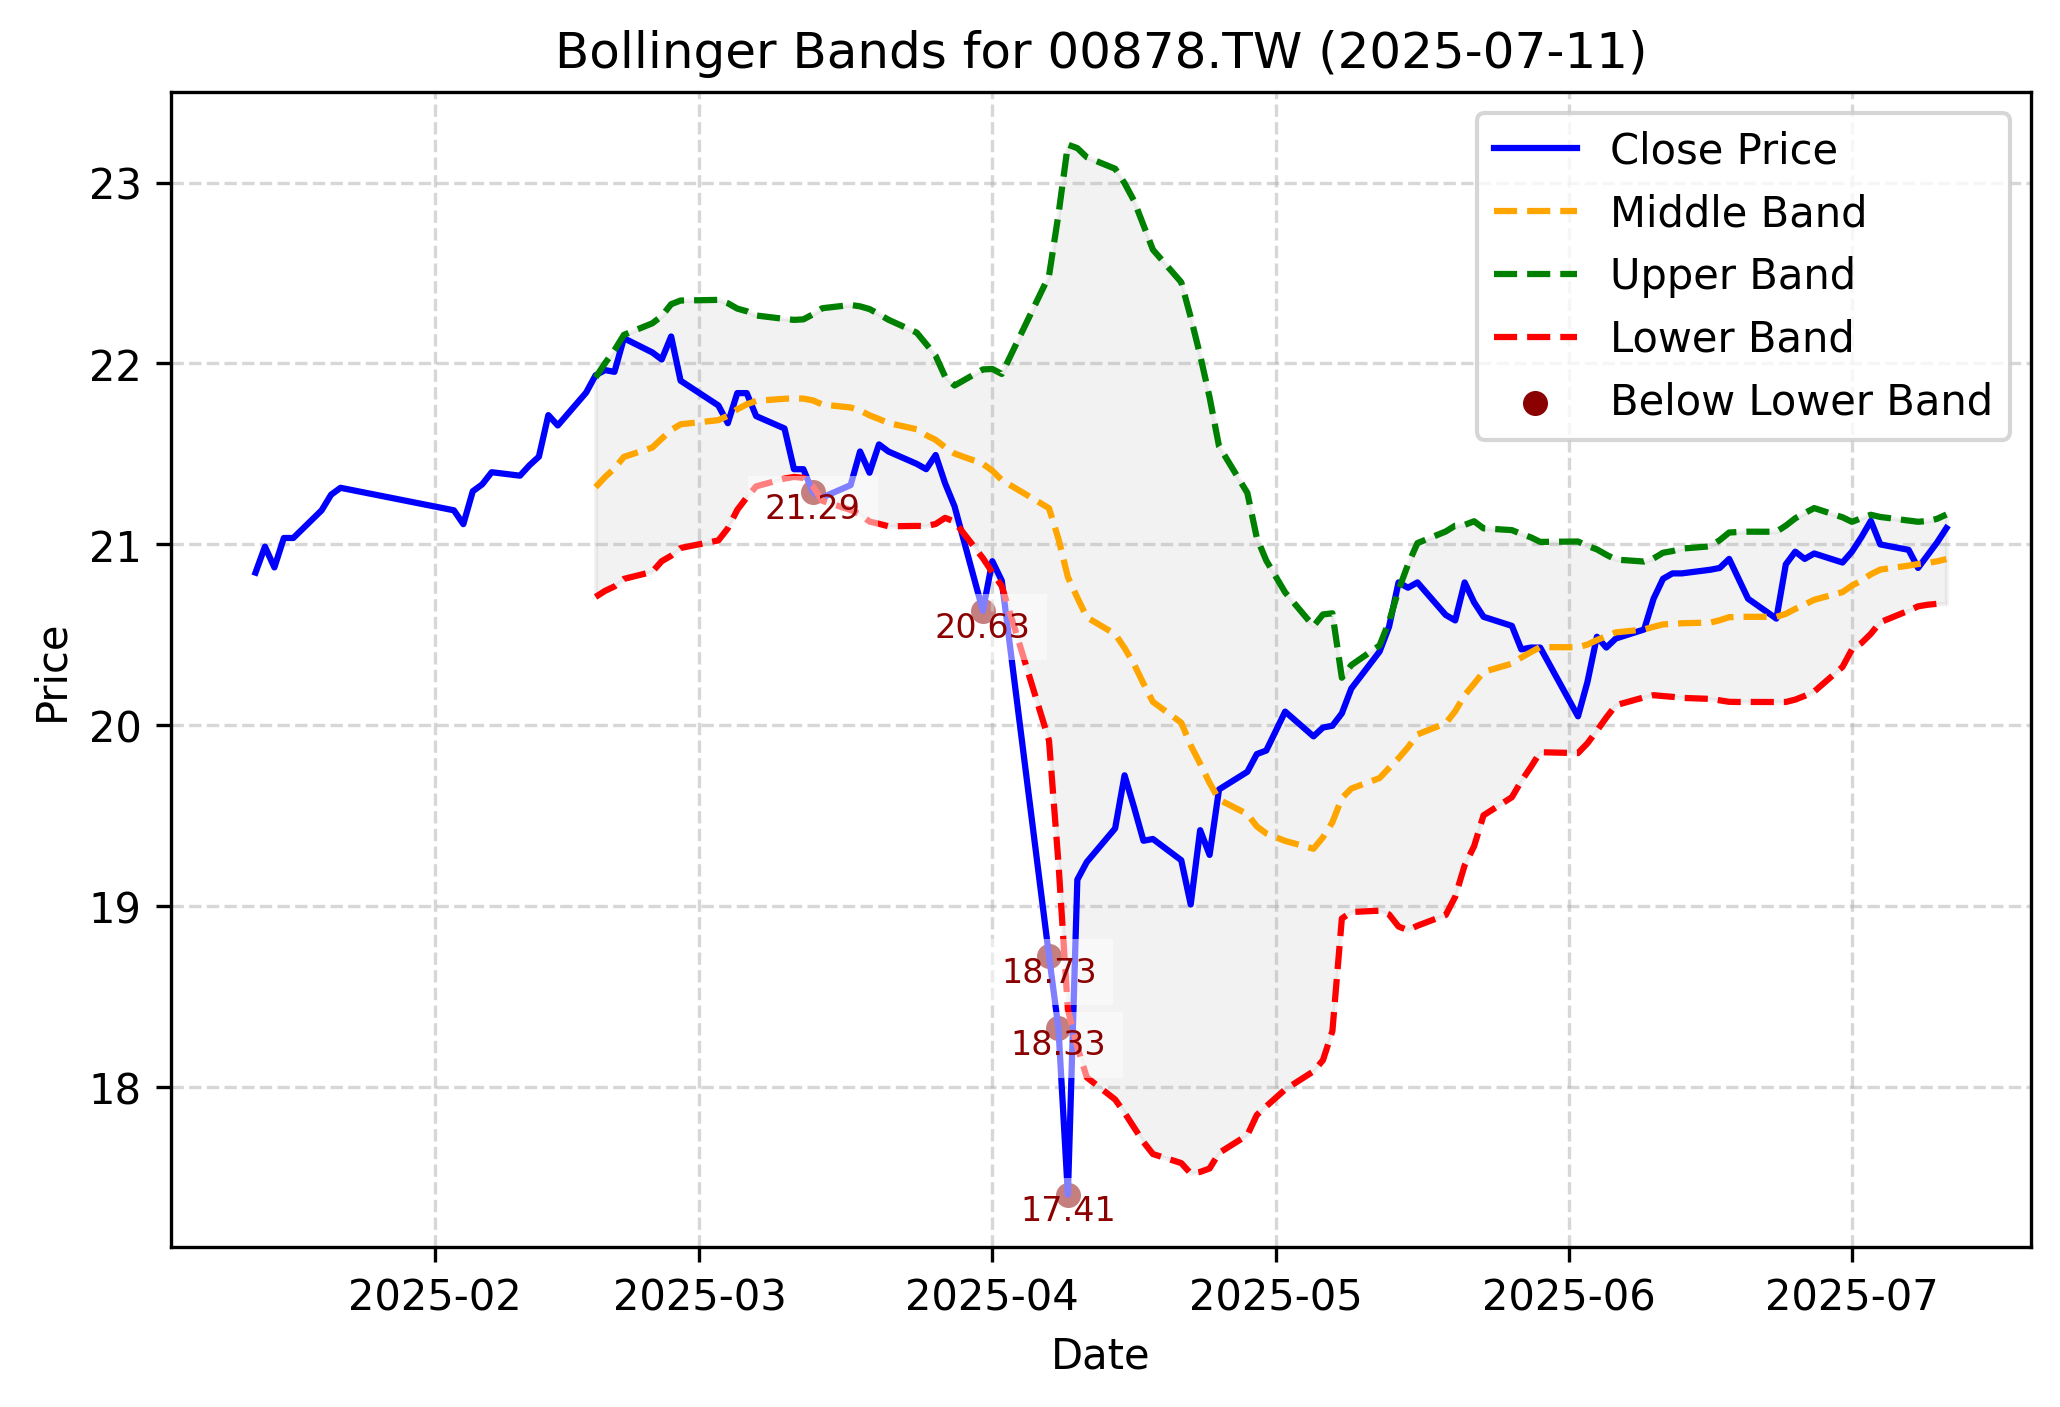 Bollinger Bands for 00878.TW (2025-07-11)
Close Price
Middle Band
Upper Band
Lower Band
Below Lower Band
Price
23
22
21
20
19
18
21.29
20.63
18.73
18.33
17.41
2025-02
2025-03
2025-04
2025-05
2025-06
2025-07
Date